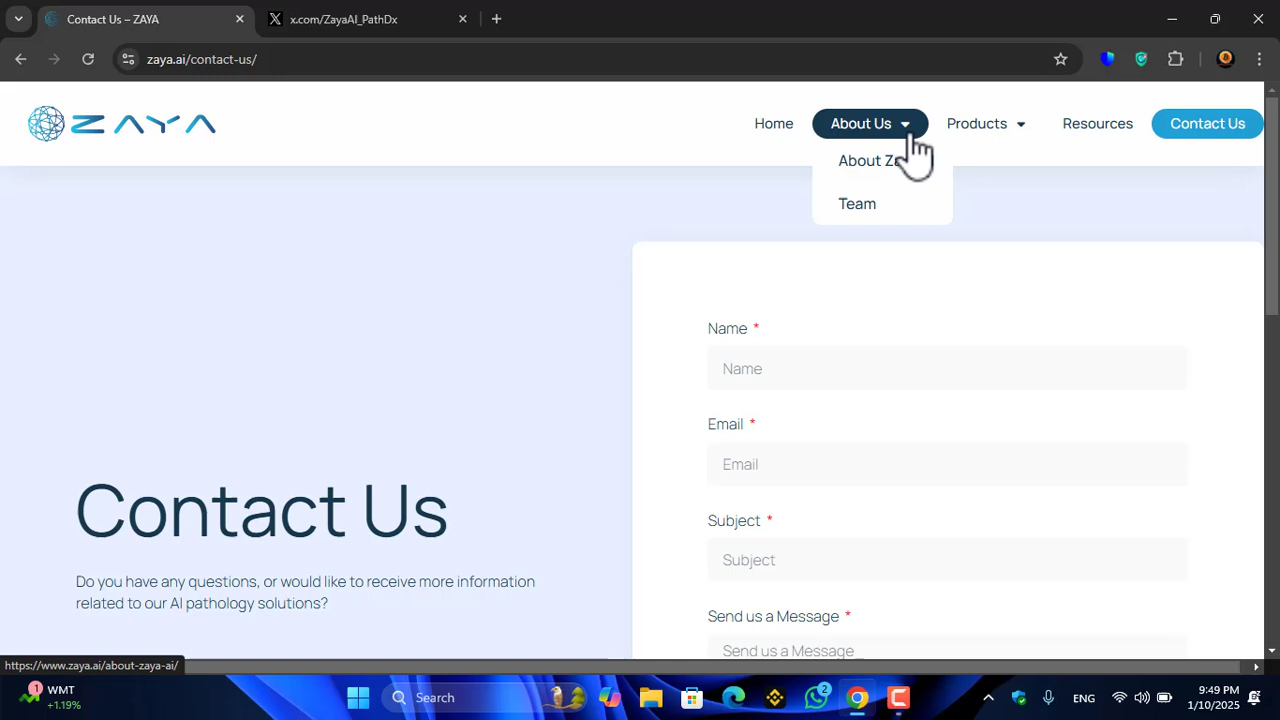 Contact Us – ZAYA
x.com/ZayaAI_PathDx
zaya.ai/contact-us/
ZAYA
Home
About Us
Products
Resources
Contact Us
About
Team
Name *
Name
Email *
Email
Contact Us
Subject *
Subject
Do you have any questions, or would like to receive more information
related to our AI pathology solutions?
Send us a Message *
Send us a Message
https://www.zaya.ai/about-zaya-ai/
1
WMT
+1.19%
Search
2
ENG
9:49 PM
1/10/2025